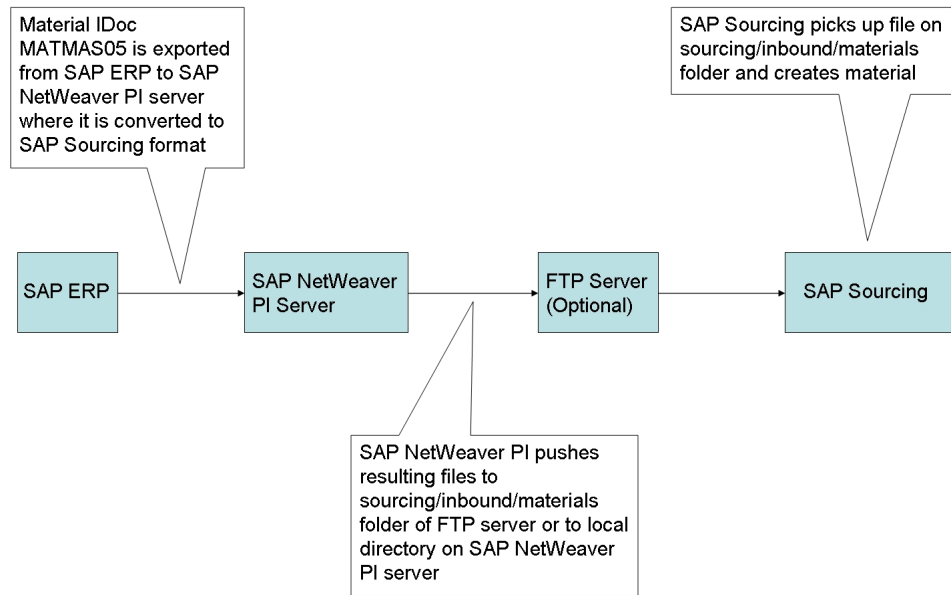 Material IDoc
MATMAS05 is exported
from SAP ERP to SAP
NetWeaver PI server
where it is converted to
SAP Sourcing format
SAP Sourcing picks up file on
sourcing/inbound/materials
folder and creates material
SAP ERP
SAP NetWeaver
PI Server
FTP Server
(Optional)
SAP Sourcing
SAP NetWeaver PI pushes
resulting files to
sourcing/inbound/materials
folder of FTP server or to local
directory on SAP NetWeaver
PI server